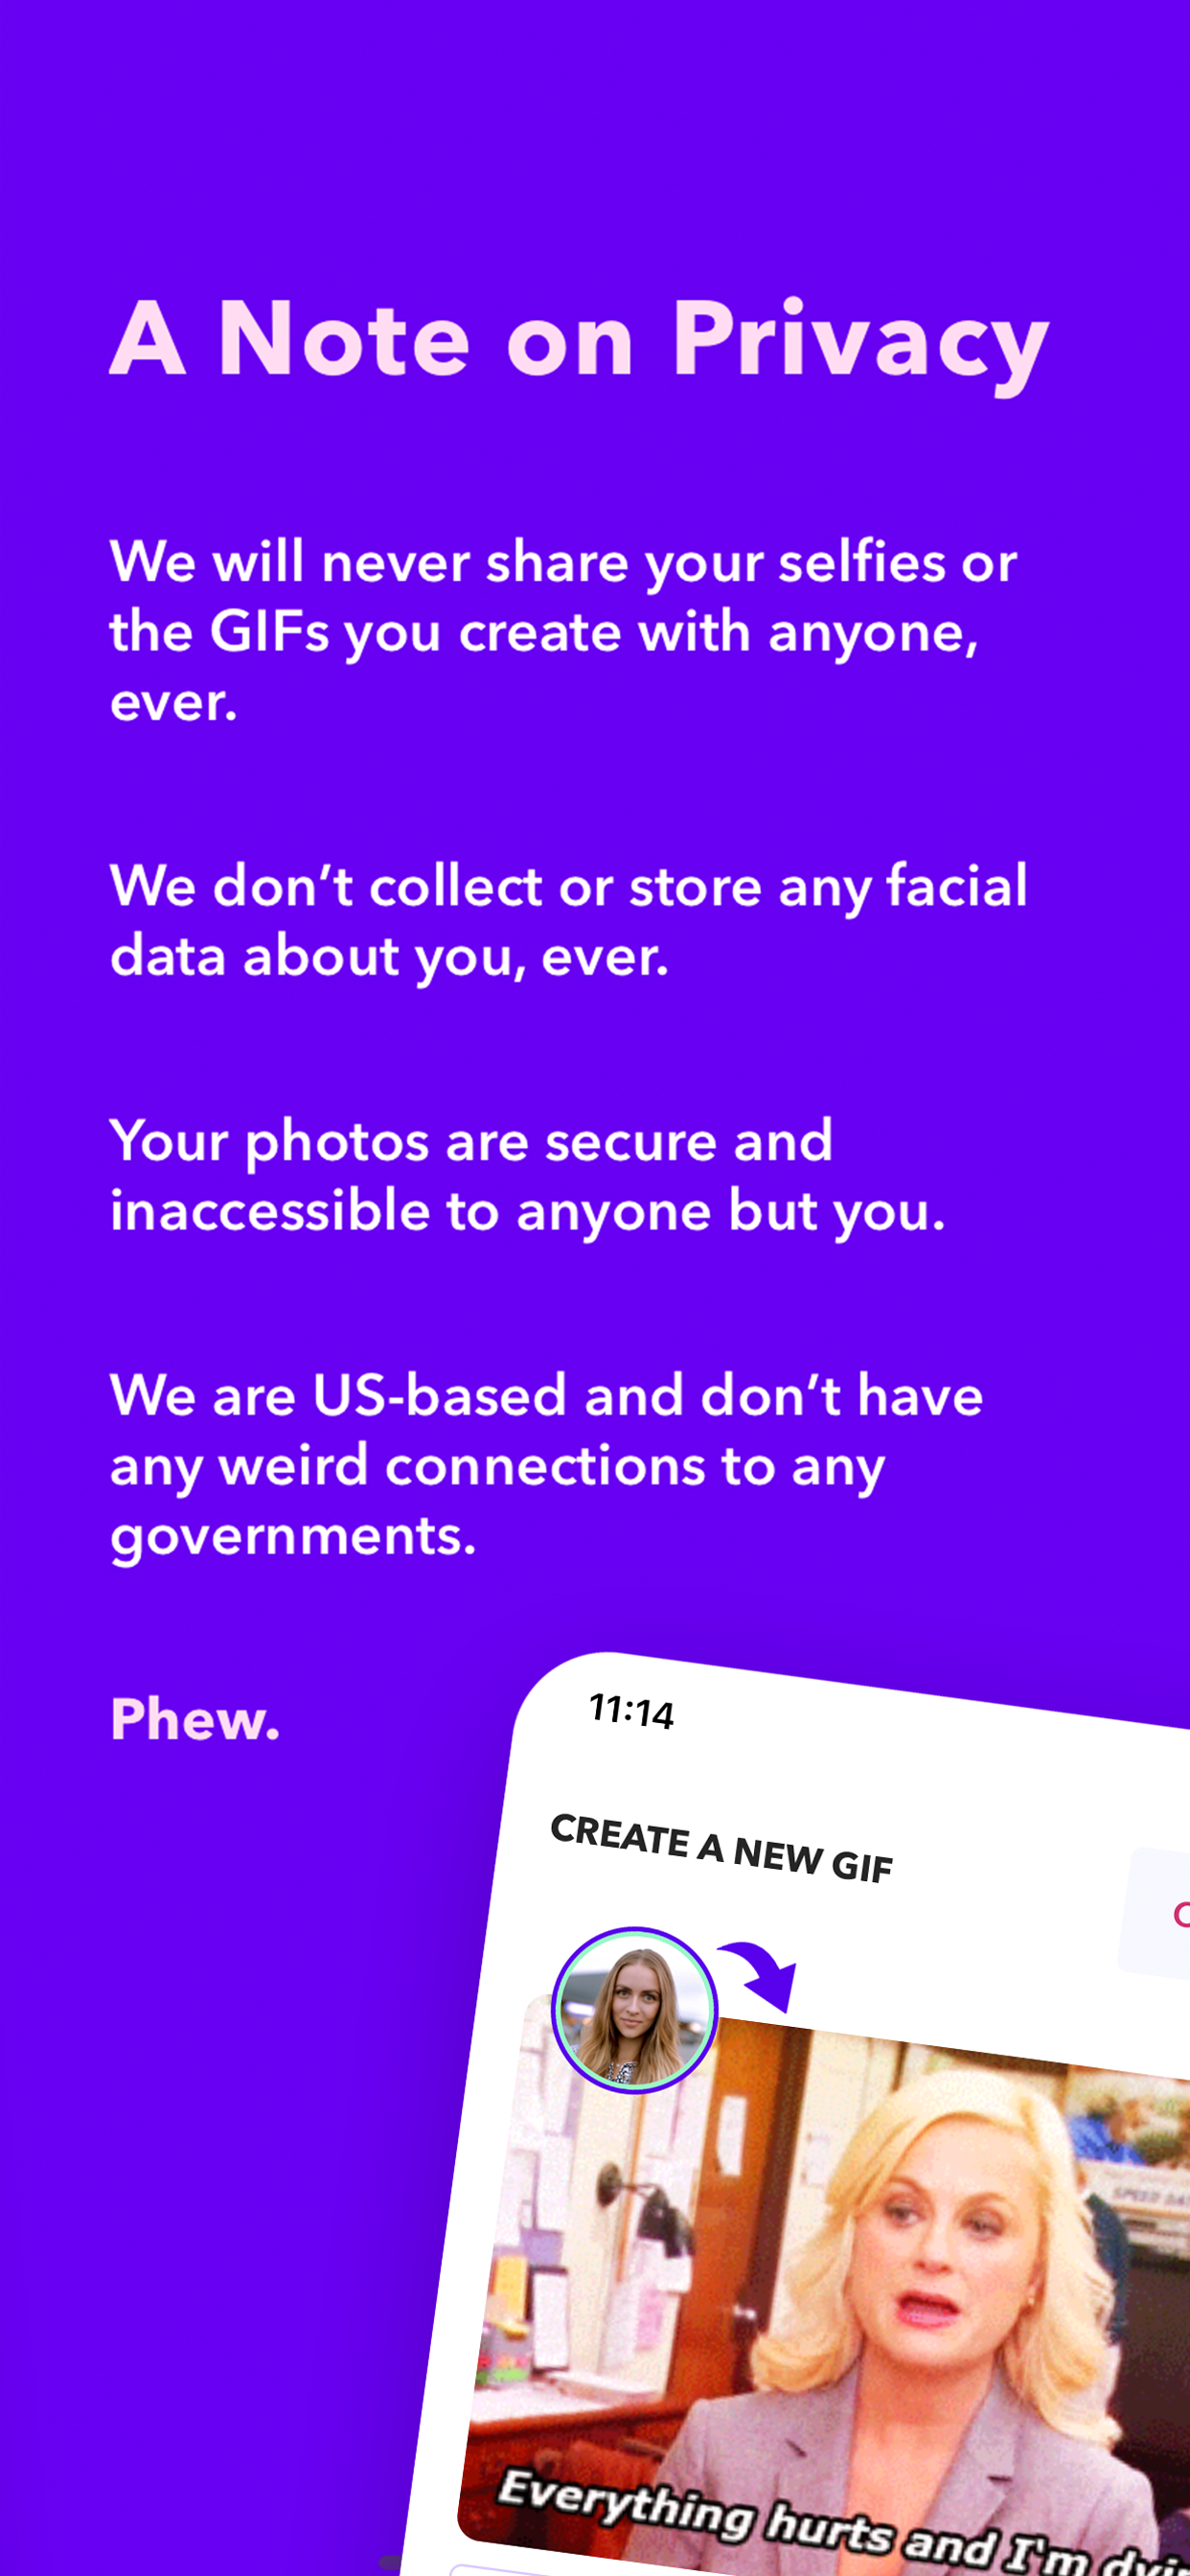 A Note on Privacy
We will never share your selfies or
the GIFs you create with anyone,
ever.
We don’t collect or store any facial
data about you, ever.
Your photos are secure and
inaccessible to anyone but you.
We are US-based and don’t have
any weird connections to any
governments.
Phew.
11:14
CREATE A NEW GIF
SPEED
Everything hurts and I'm